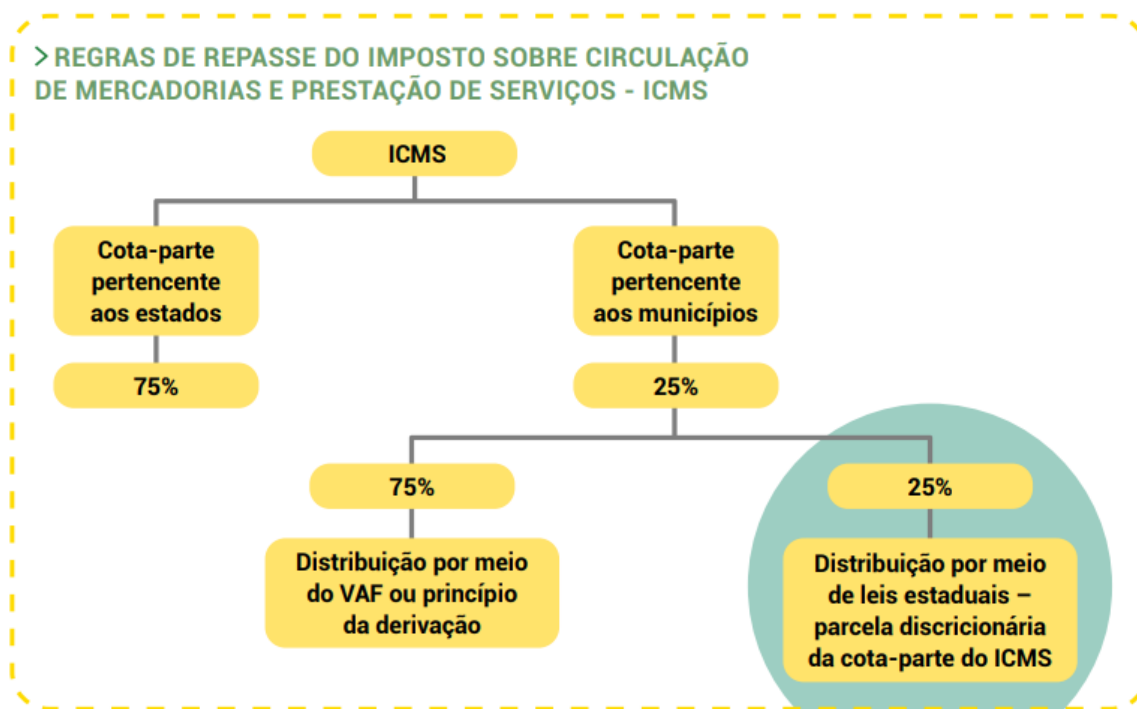 > REGRAS DE REPASSE DO IMPOSTO SOBRE CIRCULAÇÃO
DE MERCADORIAS E PRESTAÇÃO DE SERVIÇOS - ICMS
ICMS
Cota-parte
pertencente
aos estados
75%
Cota-parte
pertencente
aos municípios
25%
75%
Distribuição por meio
do VAF ou princípio
da derivação
25%
Distribuição por meio
de leis estaduais –
parcela discricionária
da cota-parte do ICMS